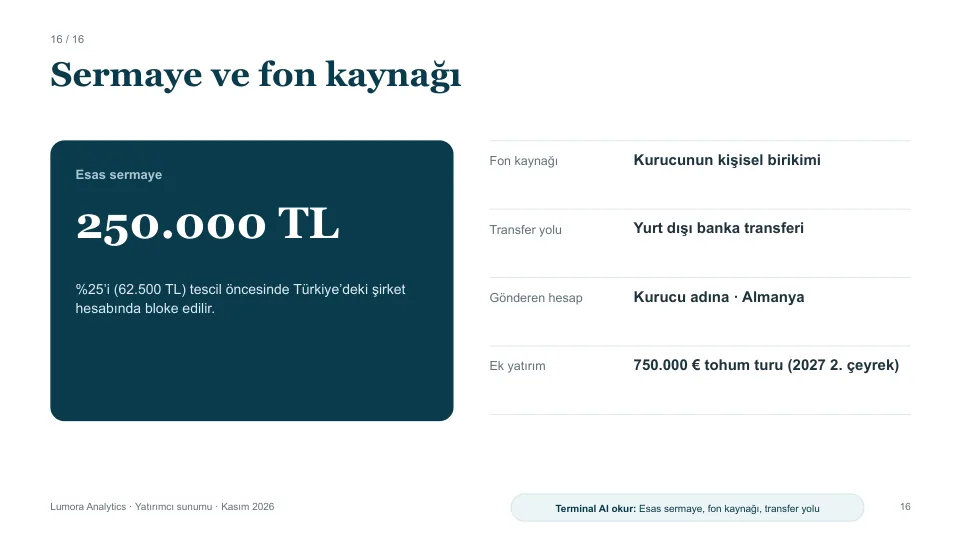 16 / 16
Sermaye ve fon kaynağı
Esas sermaye
250.000 TL
%25’i (62.500 TL) tescil öncesinde Türkiye’deki şirket
hesabında bloke edilir.
Fon kaynağı
Kurucunun kişisel birikimi
Transfer yolu
Yurt dışı banka transferi
Gönderen hesap
Kurucu adına · Almanya
Ek yatırım
750.000 € tohum turu (2027 2. çeyrek)
Lumora Analytics · Yatırımcı sunumu · Kasım 2026
Terminal AI okur: Esas sermaye, fon kaynağı, transfer yolu
16